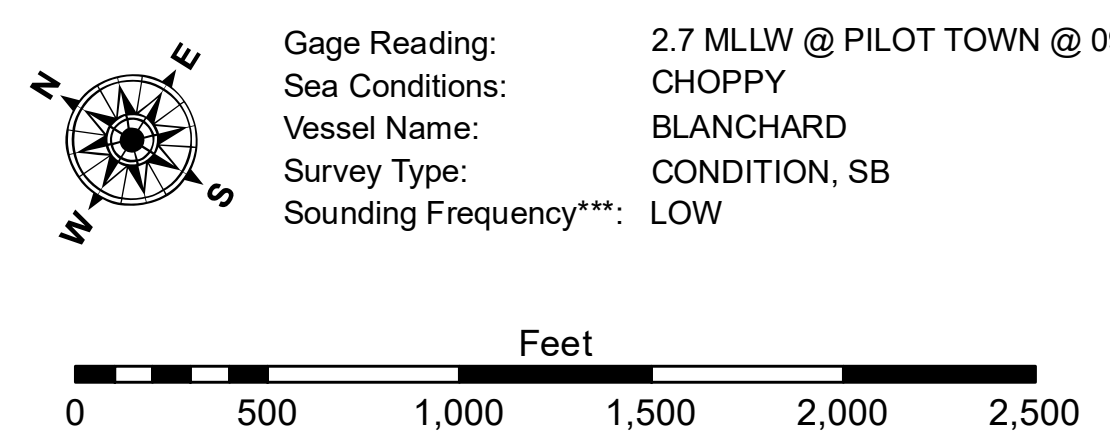 N
E
S
W
Gage Reading: 2.7 MLLW @ PILOT TOWN @
Sea Conditions: CHOPPY
Vessel Name: BLANCHARD
Survey Type: CONDITION, SB
Sounding Frequency***: LOW
Feet
0 500 1,000 1,500 2,000 2,500